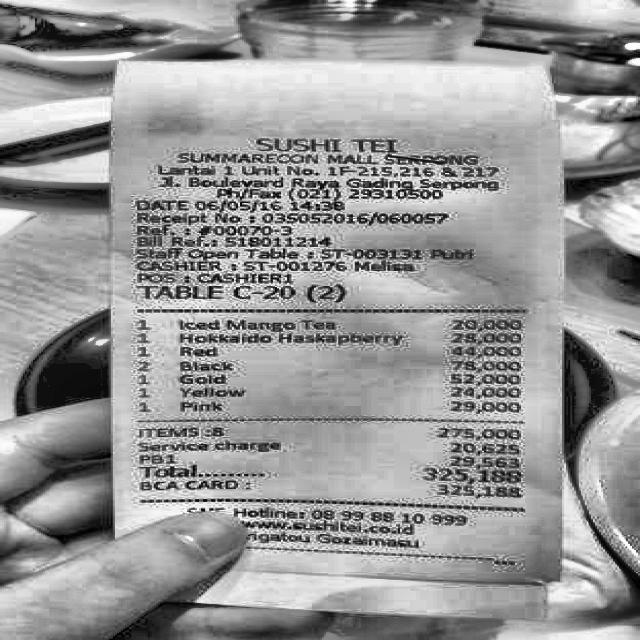 SUSHI TEI
SUMMARECON MALL SERPONG
Lantai 1 Unit No. 1F-215,216 & 217
Jl. Boulevard Raya Gading Serpong
Ph/Fax (021) 29310500
DATE 06/05/16 14:38
Receipt No : 035052016/060057
Ref. : #00070-3
Bill Ref.: S18011214
Staff Open Table : ST-003131 Putri
CASHIER : ST-001276 Melisa
POS : CASHIER1
TABLE C-20 (2)
1 Iced Mango Tea 20,000
1 Hokkaido Haskapberry 28,000
1 Red 44,000
2 Black 78,000
1 Gold 52,000
1 Yellow 24,000
1 Pink 29,000
ITEMS :8 275,000
Service charge : 20,625
PB1 29,563
Total......... 325,188
BCA CARD : 325,188
SMS Hotline: 08 99 88 10 999
www.sushitei.co.id
rigatou Gozaimasu